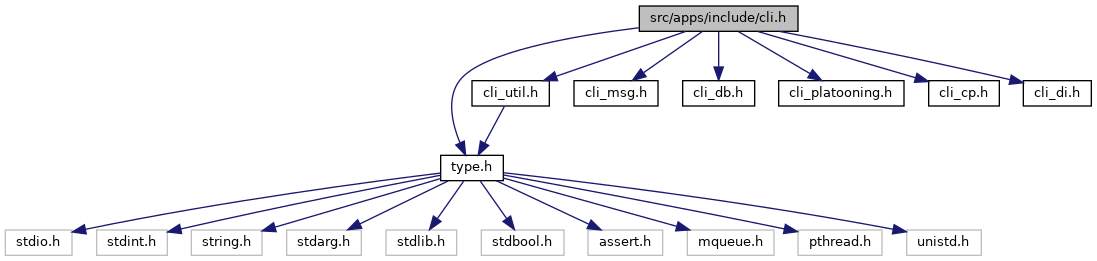 src/apps/include/cli.h
cli_util.h
cli_msg.h
cli_db.h
cli_platooning.h
cli_cp.h
cli_di.h
type.h
stdio.h
stdint.h
string.h
stdarg.h
stdlib.h
stdbool.h
assert.h
mqueue.h
pthread.h
unistd.h